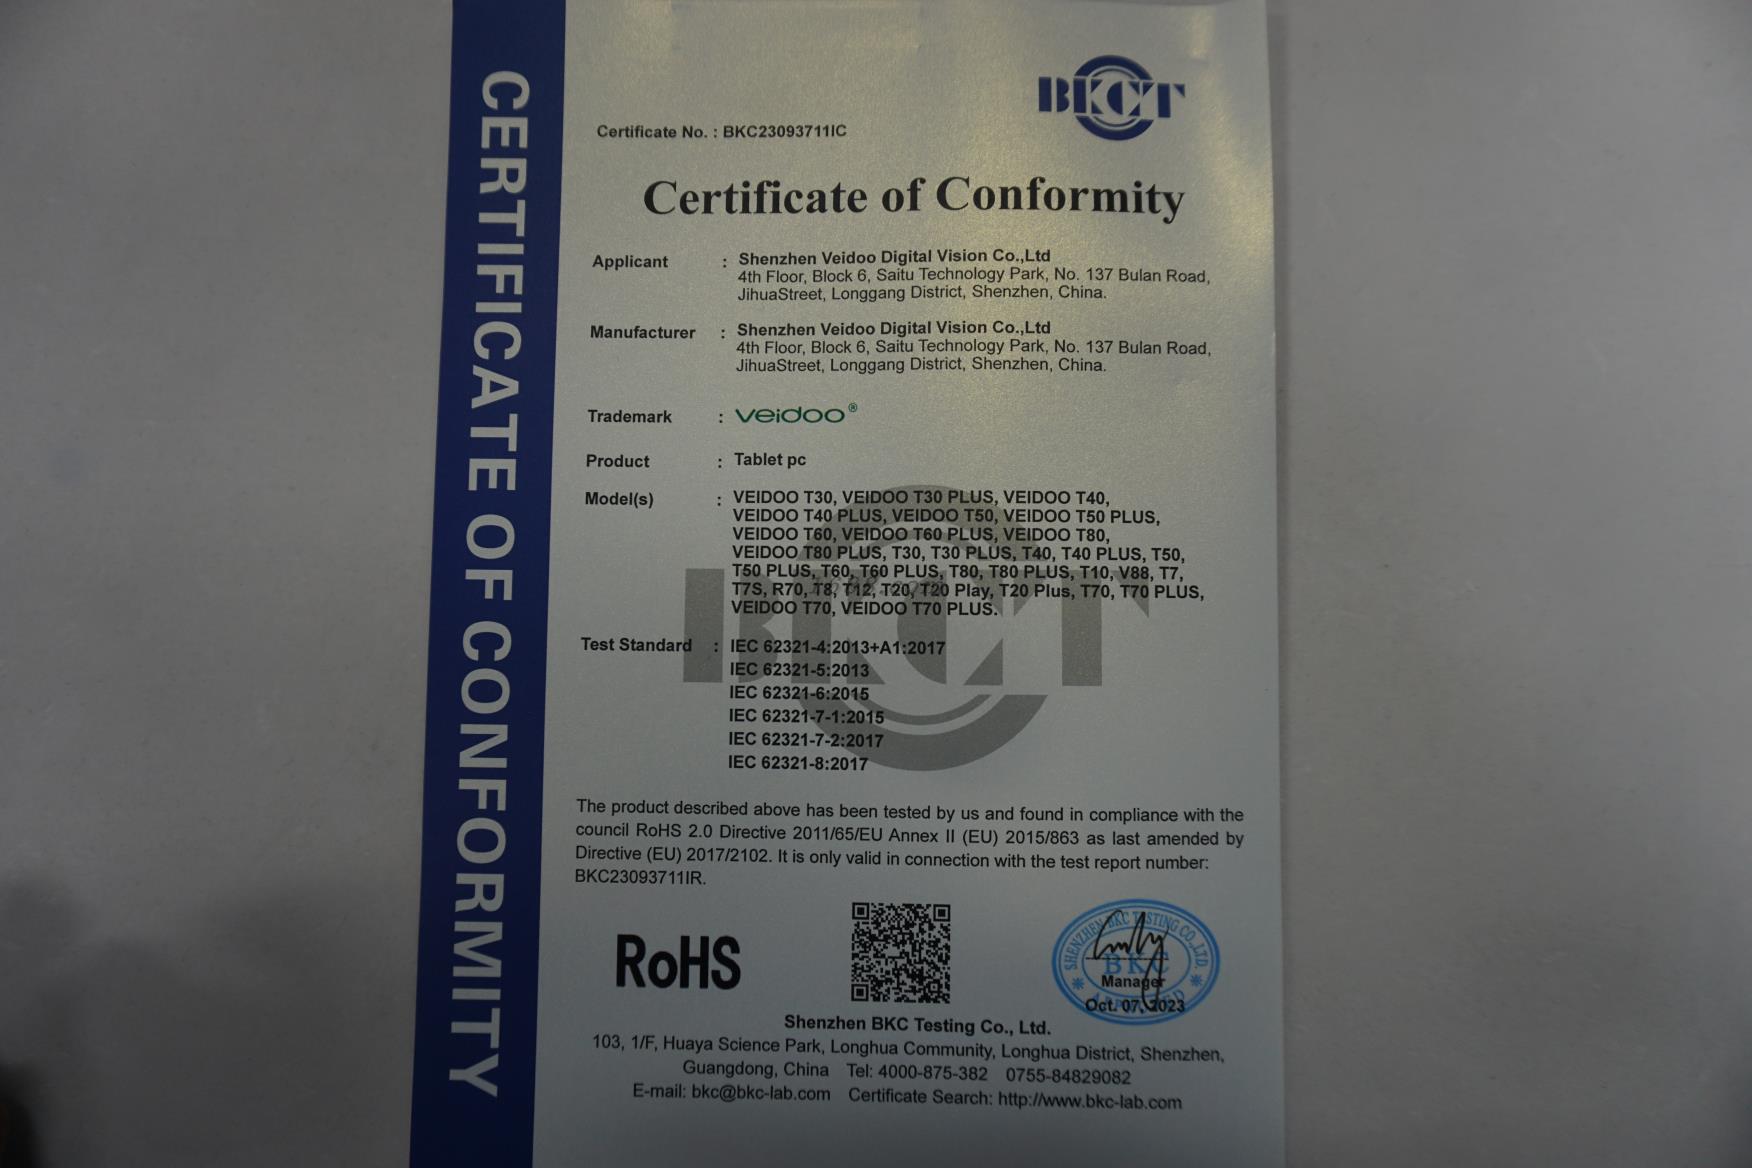 CERTIFICATE OF CONFORMITY
BKCT
Certificate No. : BKC23093711IC
Certificate of Conformity
Applicant : Shenzhen Veidoo Digital Vision Co.,Ltd
4th Floor, Block 6, Saitu Technology Park, No. 137 Bulan Road,
JihuaStreet, Longgang District, Shenzhen, China.
Manufacturer : Shenzhen Veidoo Digital Vision Co.,Ltd
4th Floor, Block 6, Saitu Technology Park, No. 137 Bulan Road,
JihuaStreet, Longgang District, Shenzhen, China.
Trademark : veidoo®
Product : Tablet pc
Model(s) : VEIDOO T30, VEIDOO T30 PLUS, VEIDOO T40,
VEIDOO T40 PLUS, VEIDOO T50, VEIDOO T50 PLUS,
VEIDOO T60, VEIDOO T60 PLUS, VEIDOO T80,
VEIDOO T80 PLUS, T30, T30 PLUS, T40, T40 PLUS, T50,
T50 PLUS, T60, T60 PLUS, T80, T80 PLUS, T10, V88, T7,
T7S, R70, T8, T12, T20, T20 Play, T20 Plus, T70, T70 PLUS,
VEIDOO T70, VEIDOO T70 PLUS.
BKCT
Test Standard : IEC 62321-4:2013+A1:2017
IEC 62321-5:2013
IEC 62321-6:2015
IEC 62321-7-1:2015
IEC 62321-7-2:2017
IEC 62321-8:2017
The product described above has been tested by us and found in compliance with the
council RoHS 2.0 Directive 2011/65/EU Annex II (EU) 2015/863 as last amended by
Directive (EU) 2017/2102. It is only valid in connection with the test report number:
BKC23093711IR.
RoHS
SHENZHEN BKC TESTING CO.,LTD.
BKC
Manager
APPROVED
Oct. 07, 2023
Shenzhen BKC Testing Co., Ltd.
103, 1/F, Huaya Science Park, Longhua Community, Longhua District, Shenzhen,
Guangdong, China Tel: 4000-875-382 0755-84829082
E-mail: bkc@bkc-lab.com Certificate Search: http://www.bkc-lab.com